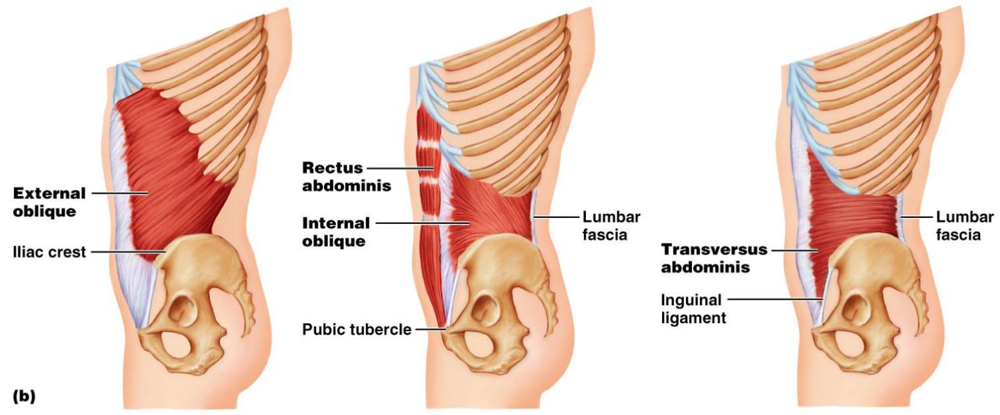 External
oblique
Iliac crest
(b)
Rectus
abdominis
Internal
oblique
Pubic tubercle
Lumbar
fascia
Transversus
abdominis
Inguinal
ligament
Lumbar
fascia